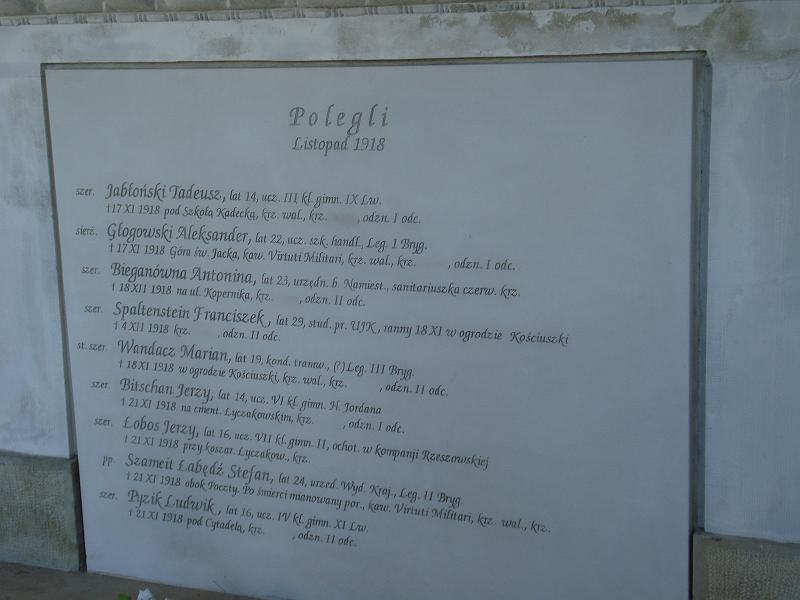 Polegli
Listopad 1918
szer. Jabłoński Tadeusz, lat 14, ucz. III kl. gimn. IX Lw.
†17 XI 1918 pod Szkołą Kadecką, krz. wal., krz. , odzn. I odc.
sierż. Głogowski Aleksander, lat 22, ucz. szk. handl., Leg. I Bryg.
† 17 XI 1918 Góra św. Jacka, kaw. Virtuti Militari, krz. wal., krz. , odzn. I odc.
szer. Bieganówna Antonina, lat 23, urzędn. b. Namiest., sanitariuszka czerw. krz.
† 18 XII 1918 na ul. Kopernika, krz. , odzn. II odc.
szer. Spaltenstein Franciszek, lat 29, stud. pr. UJK, ranny 18 XI w ogrodzie Kościuszki
† 4 XII 1918 krz. , odzn. II odc.
st. szer. Wandacz Marian, lat 19, kond. tramw., (?) Leg. III Bryg.
† 18 XI 1918 w ogrodzie Kościuszki, krz. wal., krz. , odzn. II odc.
szer. Bitschan Jerzy, lat 14, ucz. VI kl. gimn. H. Jordana
† 21 XI 1918 na cment. Łyczakowskim, krz. , odzn. I odc.
szer. Łobos Jerzy, lat 16, ucz. VII kl. gimn. II, ochot. w kompanji Rzeszowskiej
† 21 XI 1918 przy koszar. Łyczakow., krz.
pp. Szameit Łabędź Stefan, lat 24, urzed. Wyd. Kraj., Leg. II Bryg.
† 21 XI 1918 obok Poczty. Po śmierci mianowany por., kaw. Virtuti Militari, krz. wal., krz.
szer. Pyzik Ludwik, lat 16, ucz. IV kl. gimn. XI Lw.
† 21 XI 1918 pod Cytadelą, krz. , odzn. II odc.